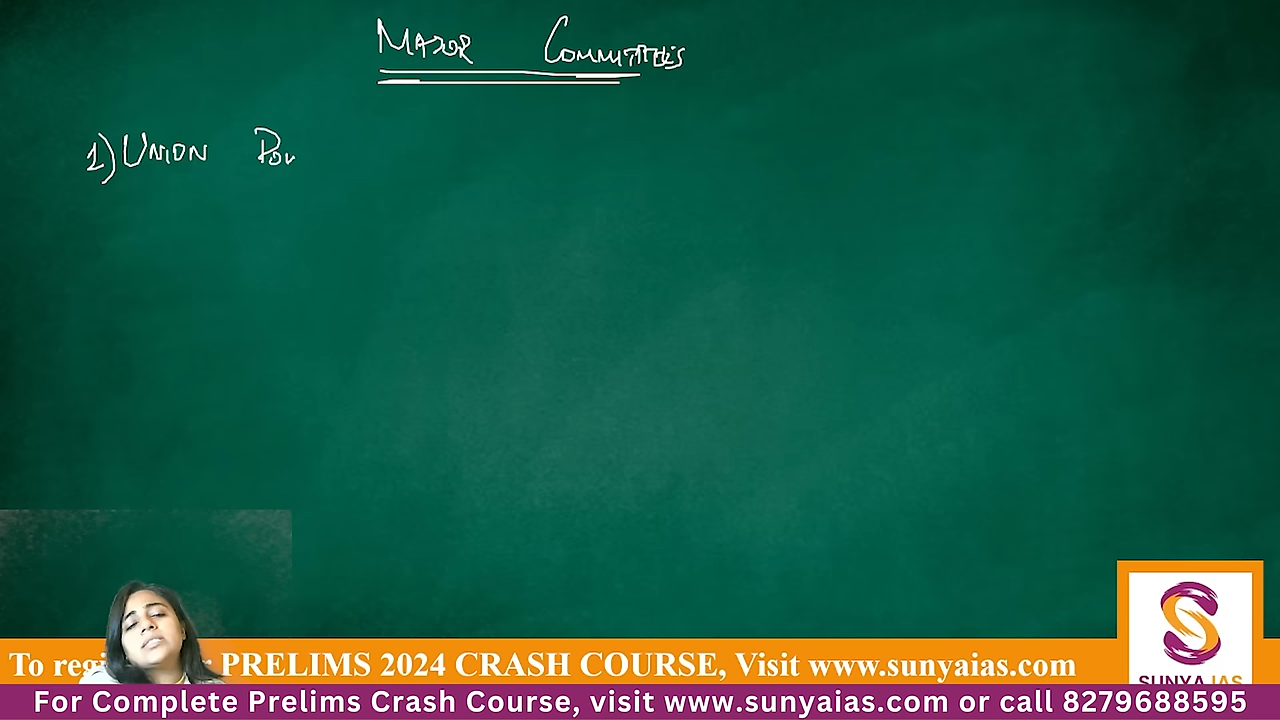 MAJOR COMMITTEES
1) UNION POW
To regi : PRELIMS 2024 CRASH COURSE, Visit www.sunyaias.com
SUNYA IAS
For Complete Prelims Crash Course, visit www.sunyaias.com or call 8279688595